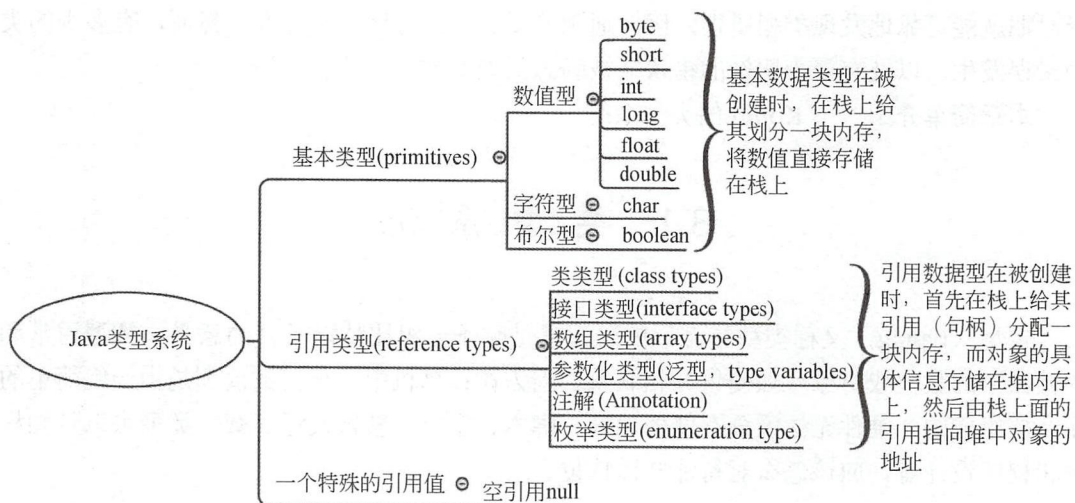 byte
short
数值型
int
long
float
double
基本数据类型在被
创建时，在栈上给
其划分一块内存，
将数值直接存储
在栈上
基本类型(primitives)
字符型
char
布尔型
boolean
Java类型系统
类类型 (class types)
接口类型(interface types)
引用类型(reference types)
数组类型(array types)
参数化类型(泛型，type variables)
注解 (Annotation)
枚举类型(enumeration type)
引用数据型在被创建
时，首先在栈上给其
引用（句柄）分配一
块内存，而对象的具
体信息存储在堆内存
上，然后由栈上面的
引用指向堆中对象的
地址
一个特殊的引用值
空引用null